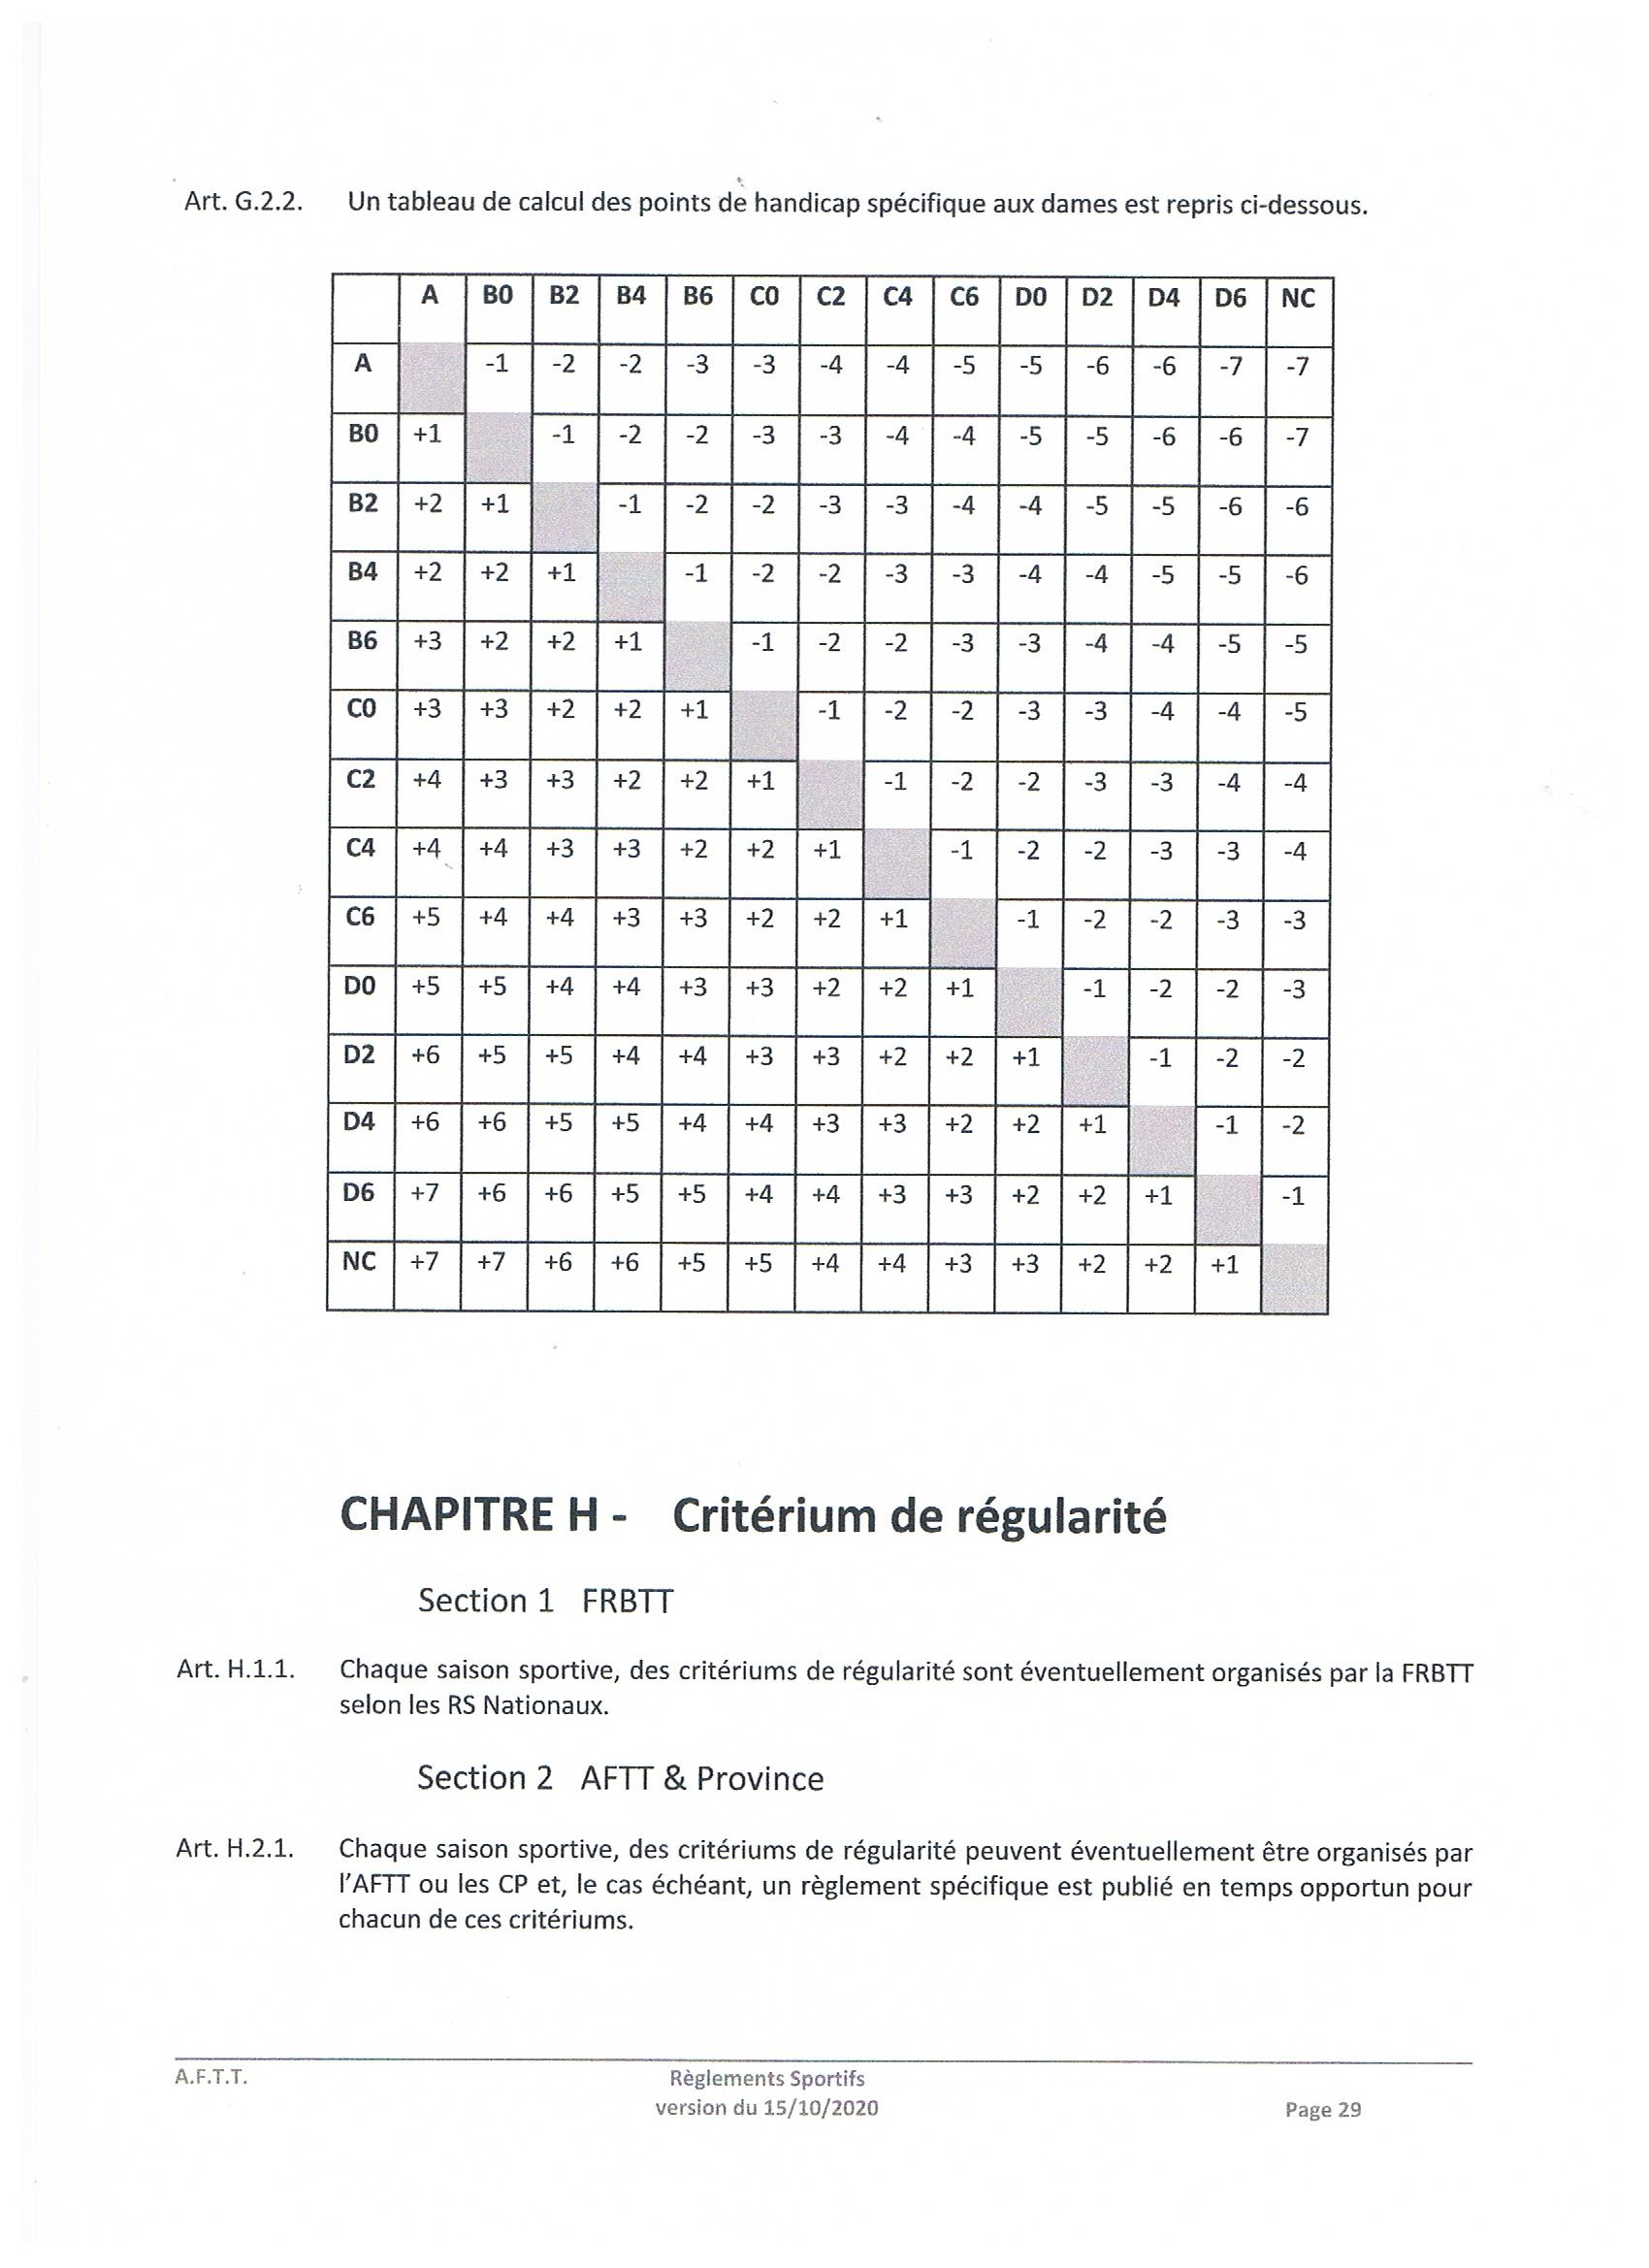 Art. G.2.2. Un tableau de calcul des points de handicap spécifique aux dames est repris ci-dessous.
A B0 B2 B4 B6 C0 C2 C4 C6 D0 D2 D4 D6 NC
A -1 -2 -2 -3 -3 -4 -4 -5 -5 -6 -6 -7 -7
B0 +1 -1 -2 -2 -3 -3 -4 -4 -5 -5 -6 -6 -7
B2 +2 +1 -1 -2 -2 -3 -3 -4 -4 -5 -5 -6 -6
B4 +2 +2 +1 -1 -2 -2 -3 -3 -4 -4 -5 -5 -6
B6 +3 +2 +2 +1 -1 -2 -2 -3 -3 -4 -4 -5 -5
C0 +3 +3 +2 +2 +1 -1 -2 -2 -3 -3 -4 -4 -5
C2 +4 +3 +3 +2 +2 +1 -1 -2 -2 -3 -3 -4 -4
C4 +4 +4 +3 +3 +2 +2 +1 -1 -2 -2 -3 -3 -4
C6 +5 +4 +4 +3 +3 +2 +2 +1 -1 -2 -2 -3 -3
D0 +5 +5 +4 +4 +3 +3 +2 +2 +1 -1 -2 -2 -3
D2 +6 +5 +5 +4 +4 +3 +3 +2 +2 +1 -1 -2 -2
D4 +6 +6 +5 +5 +4 +4 +3 +3 +2 +2 +1 -1 -2
D6 +7 +6 +6 +5 +5 +4 +4 +3 +3 +2 +2 +1 -1
NC +7 +7 +6 +6 +5 +5 +4 +4 +3 +3 +2 +2 +1
CHAPITRE H - Critérium de régularité
Section 1 FRBTT
Art. H.1.1. Chaque saison sportive, des critériums de régularité sont éventuellement organisés par la FRBTT
selon les RS Nationaux.
Section 2 AFTT & Province
Art. H.2.1. Chaque saison sportive, des critériums de régularité peuvent éventuellement être organisés par
l'AFTT ou les CP et, le cas échéant, un règlement spécifique est publié en temps opportun pour
chacun de ces critériums.
A.F.T.T. Règlements Sportifs
version du 15/10/2020 Page 29